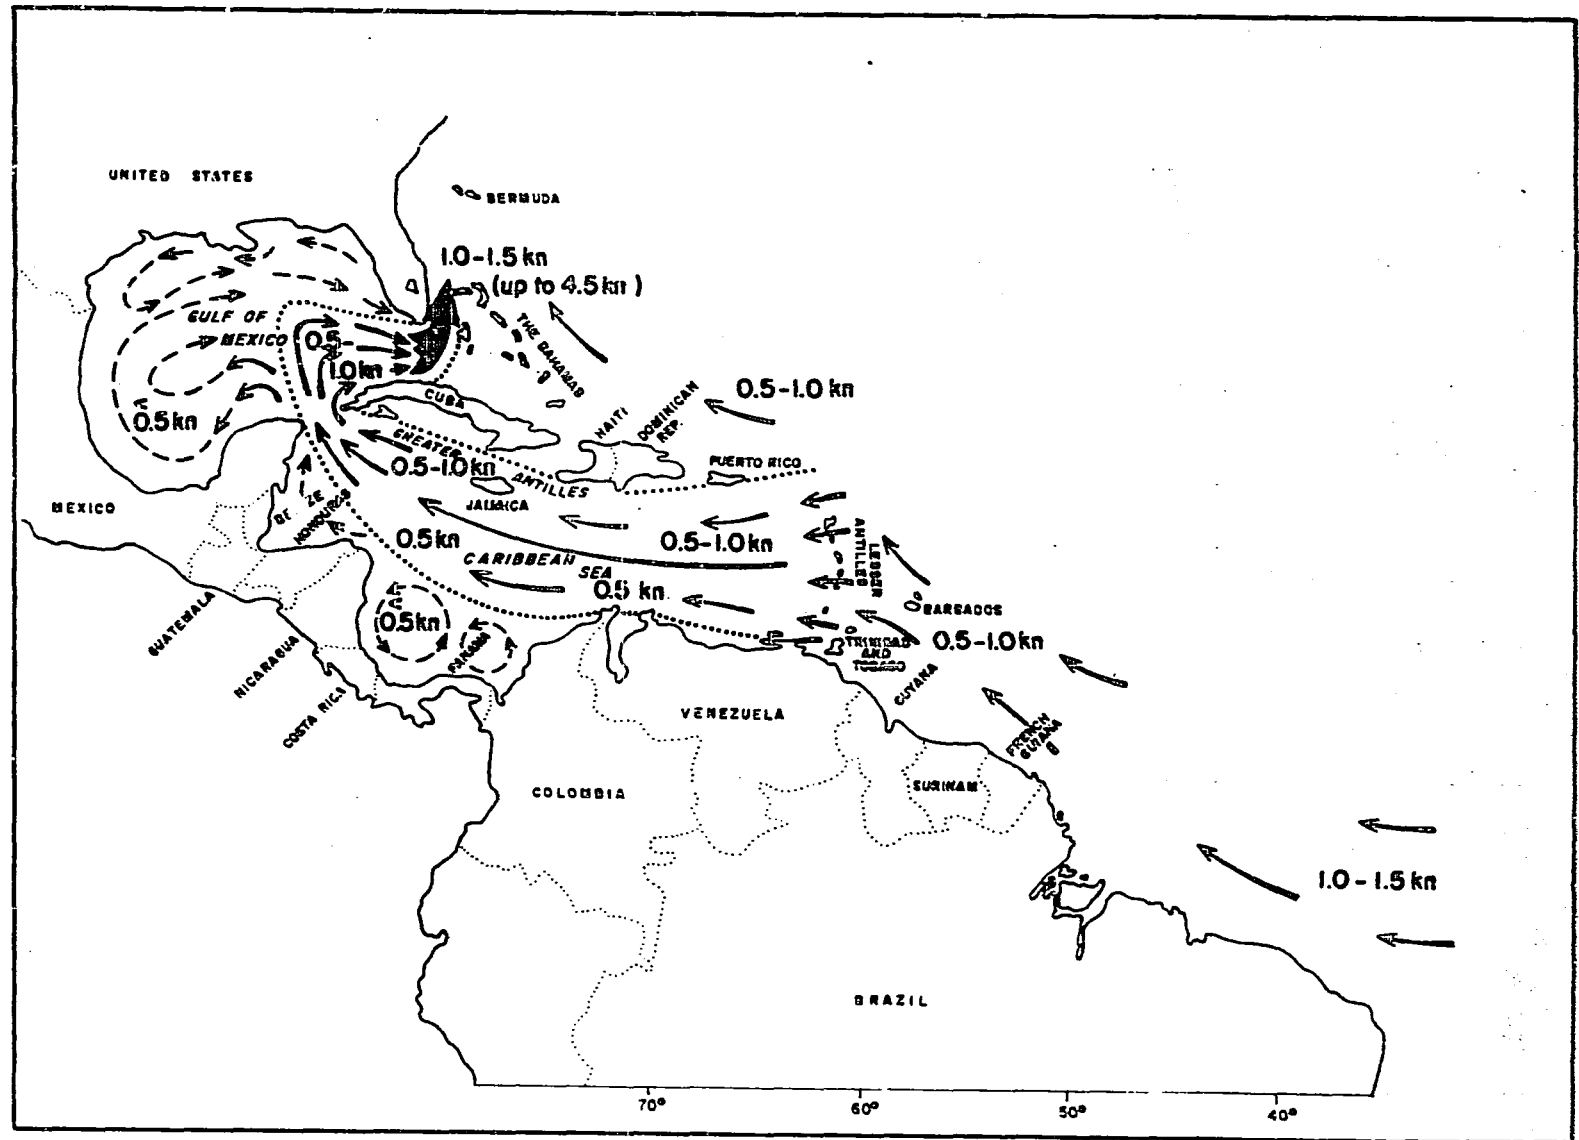 UNITED STATES
BERMUDA
1.0-1.5 kn
(up to 4.5 kn)
GULF OF
MEXICO
0.5-
1.0 kn
THE BAHAMAS
CUBA
0.5 kn
HAITI
DOMINICAN
REP.
0.5-1.0 kn
GREATER
ANTILLES
0.5-1.0 kn
PUERTO RICO
JAMAICA
MEXICO
HONDURAS
0.5 kn
CARIBBEAN
SEA
0.5-1.0 kn
LESSER
ANTILLES
0.5 kn
BARBADOS
0.5-1.0 kn
TRINIDAD
AND
TOBAGO
GUATEMALA
NICARAGUA
COSTA RICA
(0.5 kn)
PANAMA
GUYANA
VENEZUELA
FRENCH
GUIANA
COLOMBIA
SURINAM
1.0-1.5 kn
BRAZIL
70°
60°
50°
40°